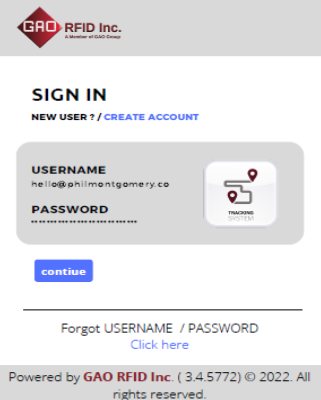 GAO RFID Inc.
A Member of GAO Group
SIGN IN
NEW USER ? / CREATE ACCOUNT
USERNAME
hello@philmontgomery.co
PASSWORD
TRACKING
SYSTEM
contiue
Forgot USERNAME / PASSWORD
Click here
Powered by GAO RFID Inc. ( 3.4.5772) © 2022. All
rights reserved.